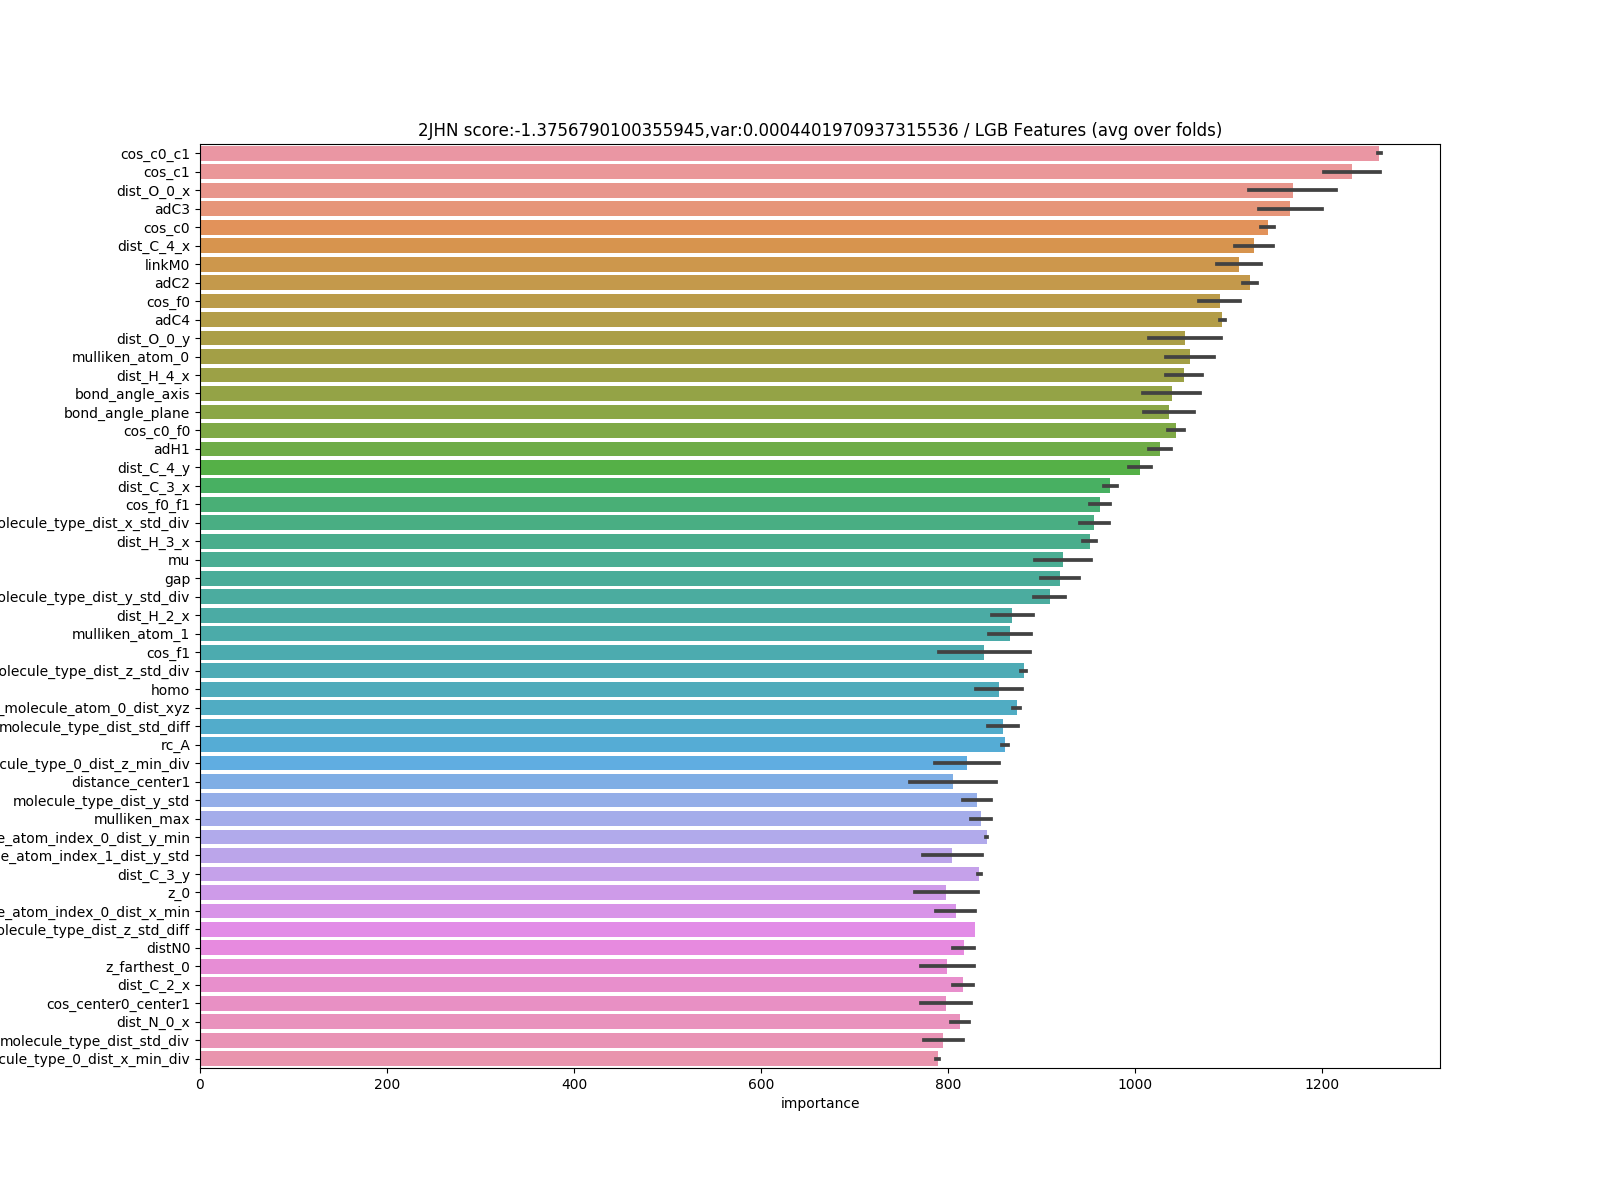 2JHN score:-1.3756790100355945,var:0.0004401970937315536 / LGB Features (avg over folds)
cos_c0_c1
cos_c1
dist_O_0_x
adC3
cos_c0
dist_C_4_x
linkM0
adC2
cos_f0
adC4
dist_O_0_y
mulliken_atom_0
dist_H_4_x
bond_angle_axis
bond_angle_plane
cos_c0_f0
adH1
dist_C_4_y
dist_C_3_x
cos_f0_f1
olecule_type_dist_x_std_div
dist_H_3_x
mu
gap
olecule_type_dist_y_std_div
dist_H_2_x
mulliken_atom_1
cos_f1
olecule_type_dist_z_std_div
homo
_molecule_atom_0_dist_xyz
molecule_type_dist_std_diff
rc_A
cule_type_0_dist_z_min_div
distance_center1
molecule_type_dist_y_std
mulliken_max
e_atom_index_0_dist_y_min
e_atom_index_1_dist_y_std
dist_C_3_y
z_0
e_atom_index_0_dist_x_min
olecule_type_dist_z_std_diff
distN0
z_farthest_0
dist_C_2_x
cos_center0_center1
dist_N_0_x
molecule_type_dist_std_div
cule_type_0_dist_x_min_div
0 200 400 600 800 1000 1200
importance